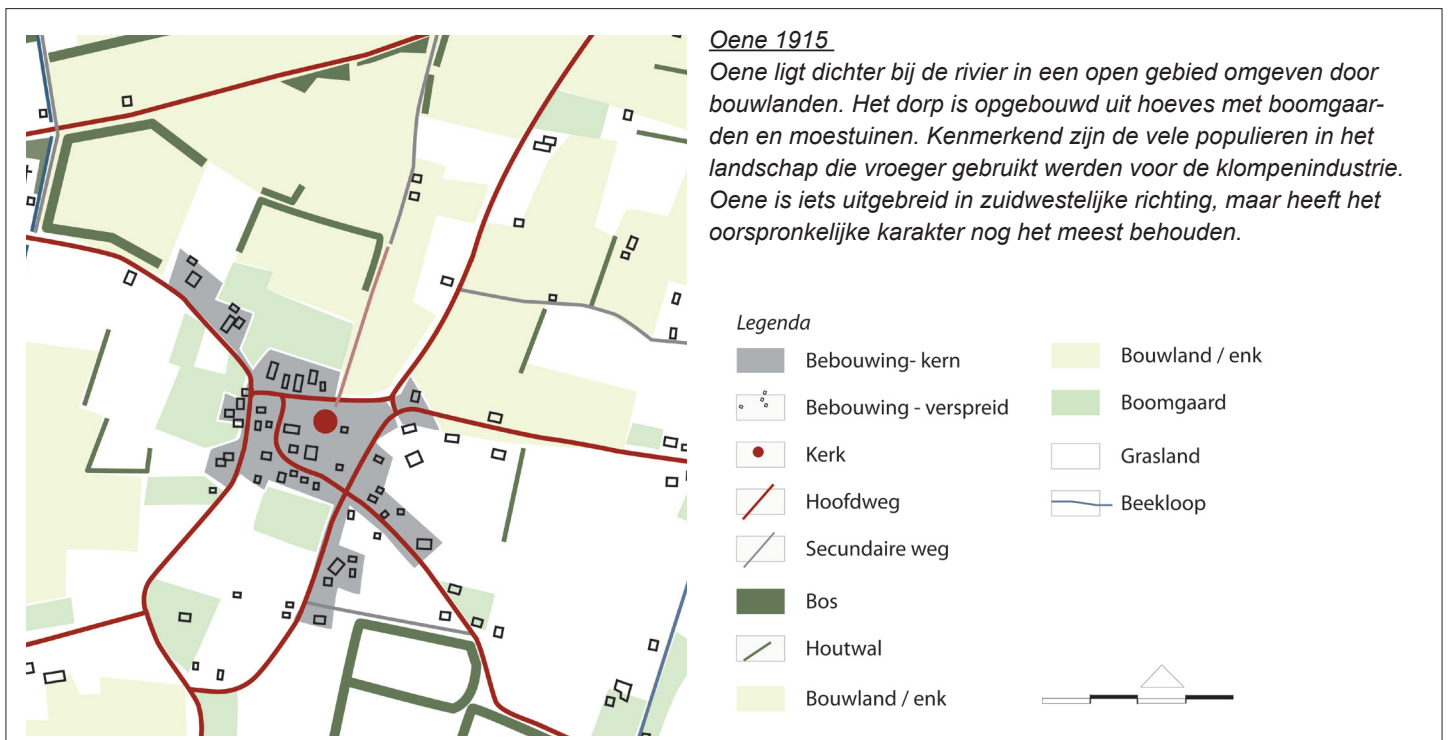 Oene 1915
Oene ligt dichter bij de rivier in een open gebied omgeven door
bouwlanden. Het dorp is opgebouwd uit hoeves met boomgaar-
den en moestuinen. Kenmerkend zijn de vele populieren in het
landschap die vroeger gebruikt werden voor de klompenindustrie.
Oene is iets uitgebreid in zuidwestelijke richting, maar heeft het
oorspronkelijke karakter nog het meest behouden.
Legenda
Bebouwing- kern
Bebouwing - verspreid
Kerk
Hoofdweg
Secundaire weg
Bos
Houtwal
Bouwland / enk
Bouwland / enk
Boomgaard
Grasland
Beekloop